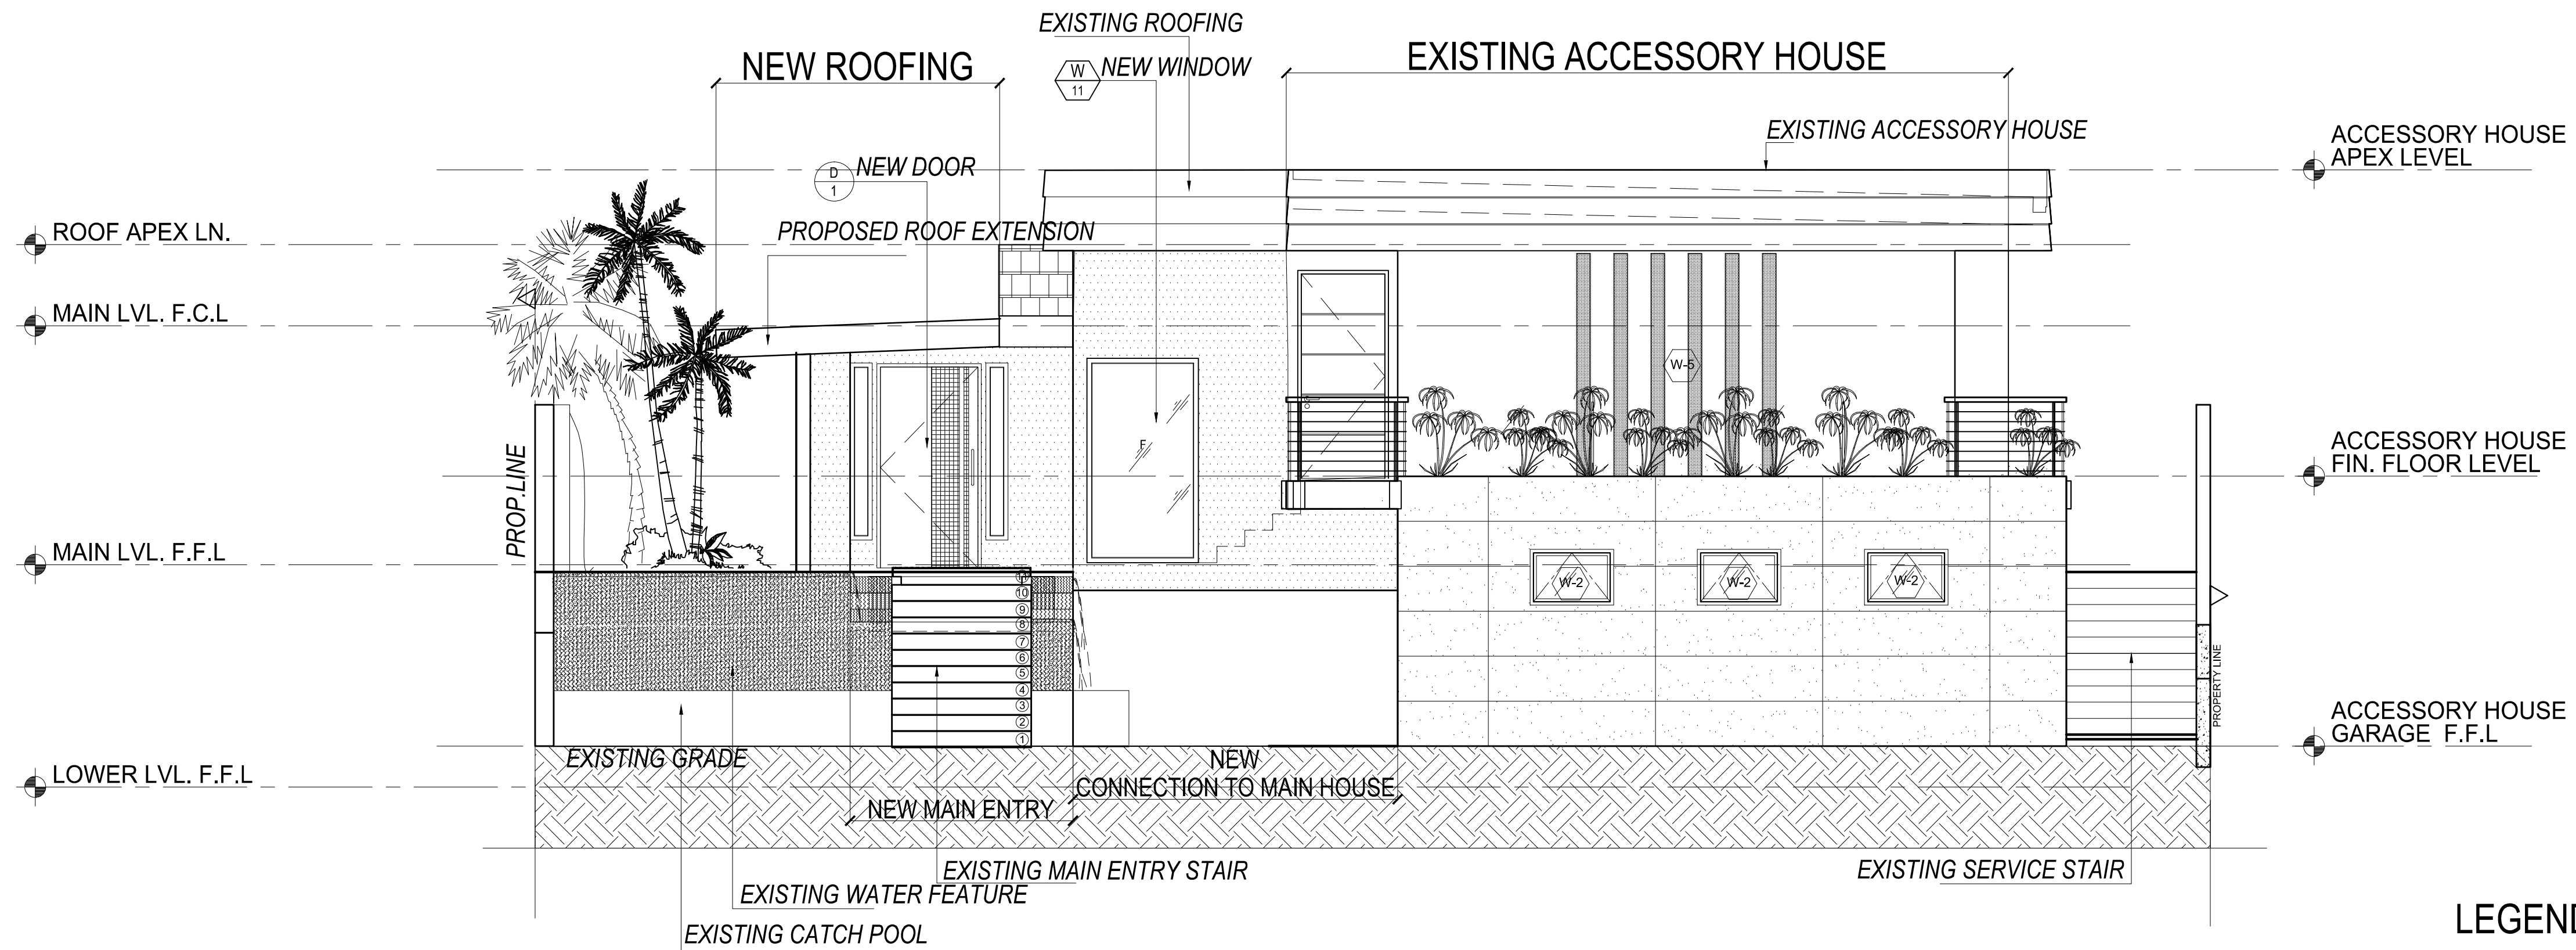 EXISTING ROOFING
NEW ROOFING
EXISTING ACCESSORY HOUSE
W
11
NEW WINDOW
EXISTING ACCESSORY HOUSE
ACCESSORY HOUSE
APEX LEVEL
D
1
NEW DOOR
ROOF APEX LN.
PROPOSED ROOF EXTENSION
MAIN LVL. F.C.L
W-5
F
PROP.LINE
ACCESSORY HOUSE
FIN. FLOOR LEVEL
MAIN LVL. F.F.L
W-2
W-2
W-2
10
9
8
7
6
5
4
3
2
1
PROPERTY LINE
ACCESSORY HOUSE
GARAGE F.F.L
EXISTING GRADE
NEW
CONNECTION TO MAIN HOUSE
LOWER LVL. F.F.L
NEW MAIN ENTRY
EXISTING MAIN ENTRY STAIR
EXISTING SERVICE STAIR
EXISTING WATER FEATURE
EXISTING CATCH POOL